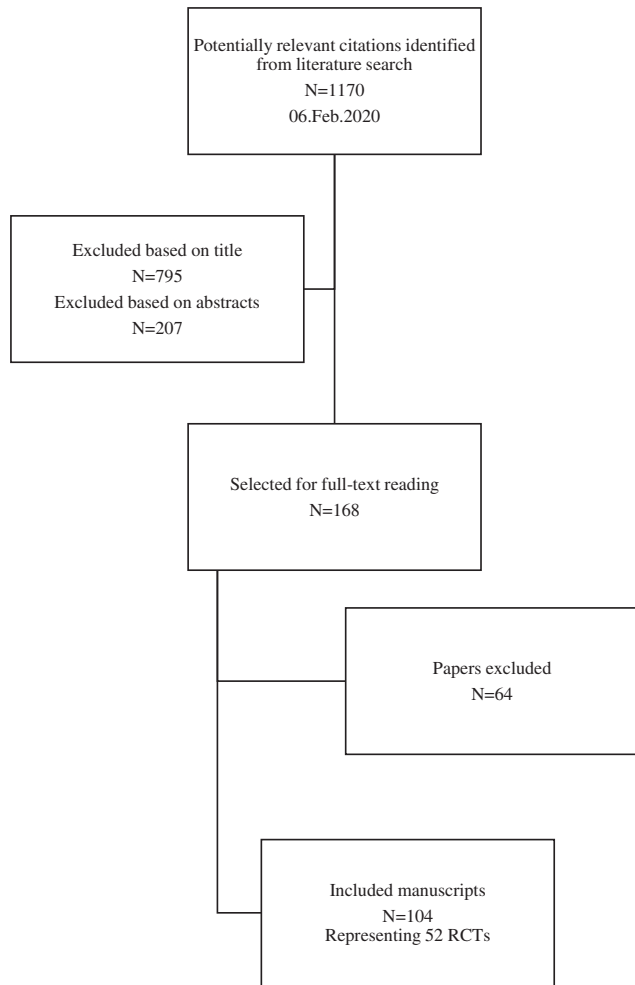 Potentially relevant citations identified
from literature search
N=1170
06.Feb.2020
Excluded based on title
N=795
Excluded based on abstracts
N=207
Selected for full-text reading
N=168
Papers excluded
N=64
Included manuscripts
N=104
Representing 52 RCTs